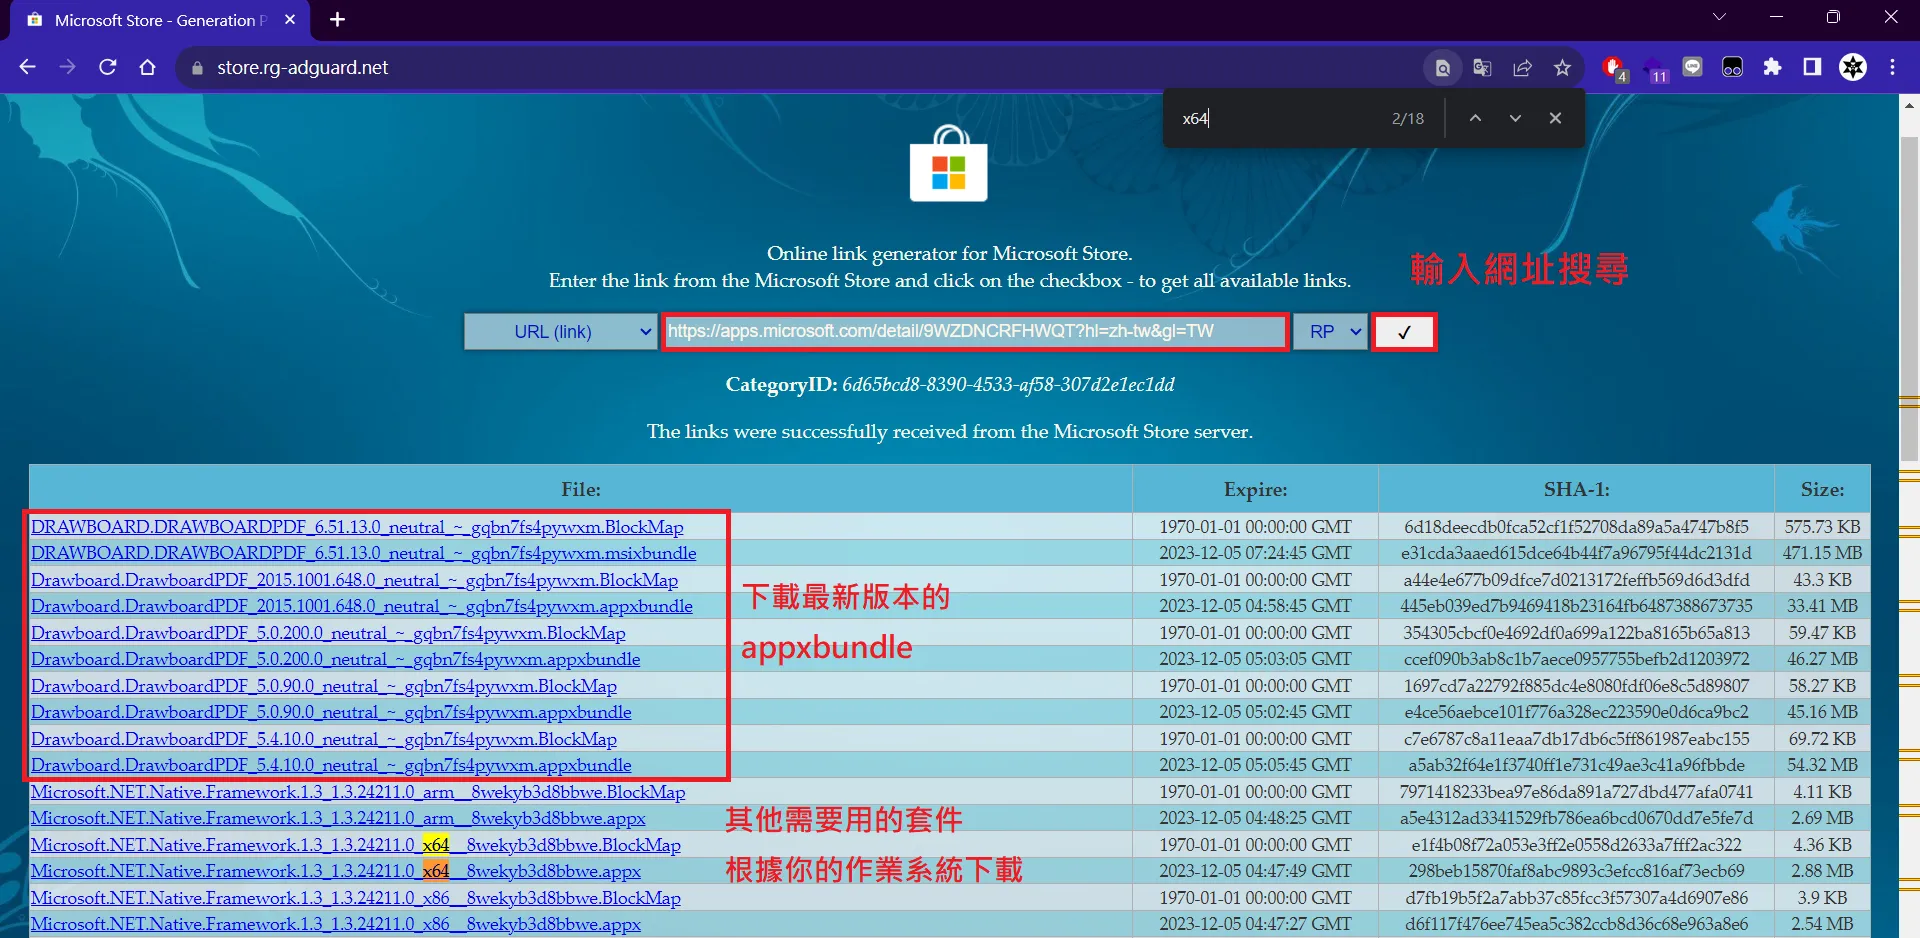 Microsoft Store - Generation P
store.rg-adguard.net
4
11
x64
2/18
Online link generator for Microsoft Store.
Enter the link from the Microsoft Store and click on the checkbox - to get all available links.
輸入網址搜尋
URL (link)
https://apps.microsoft.com/detail/9WZDNCRFHWQT?hl=zh-tw&gl=TW
RP
✓
CategoryID: 6d65bcd8-8390-4533-af58-307d2e1ec1dd
The links were successfully received from the Microsoft Store server.
File: Expire: SHA-1: Size:
DRAWBOARD.DRAWBOARDPDF_6.51.13.0_neutral_~_gqbn7fs4pywxm.BlockMap 1970-01-01 00:00:00 GMT 6d18deecdb0fca52cf1f52708da89a5a4747b8f5 575.73 KB
DRAWBOARD.DRAWBOARDPDF_6.51.13.0_neutral_~_gqbn7fs4pywxm.msixbundle 2023-12-05 07:24:45 GMT e31cda3aaed615dce64b44f7a96795f44dc2131d 471.15 MB
Drawboard.DrawboardPDF_2015.1001.648.0_neutral_~_gqbn7fs4pywxm.BlockMap 1970-01-01 00:00:00 GMT a44e4e677b09dfce7d0213172feffb569d6d3dfd 43.3 KB
Drawboard.DrawboardPDF_2015.1001.648.0_neutral_~_gqbn7fs4pywxm.appxbundle 2023-12-05 04:58:45 GMT 445eb039ed7b9469418b23164fb6487388673735 33.41 MB
下載最新版本的
Drawboard.DrawboardPDF_5.0.200.0_neutral_~_gqbn7fs4pywxm.BlockMap 1970-01-01 00:00:00 GMT 354305cbcf0e4692df0a699a122ba8165b65a813 59.47 KB
appxbundle
Drawboard.DrawboardPDF_5.0.200.0_neutral_~_gqbn7fs4pywxm.appxbundle 2023-12-05 05:03:05 GMT ccef090b3ab8c1b7aece0957755befb2d1203972 46.27 MB
Drawboard.DrawboardPDF_5.0.90.0_neutral_~_gqbn7fs4pywxm.BlockMap 1970-01-01 00:00:00 GMT 1697cd7a22792f885dc4e8080fdf06e8c5d89807 58.27 KB
Drawboard.DrawboardPDF_5.0.90.0_neutral_~_gqbn7fs4pywxm.appxbundle 2023-12-05 05:02:45 GMT e4ce56aebce101f776a328ec223590e0d6ca9bc2 45.16 MB
Drawboard.DrawboardPDF_5.4.10.0_neutral_~_gqbn7fs4pywxm.BlockMap 1970-01-01 00:00:00 GMT c7e6787c8a11eaa7db17db6c5ff861987eabc155 69.72 KB
Drawboard.DrawboardPDF_5.4.10.0_neutral_~_gqbn7fs4pywxm.appxbundle 2023-12-05 05:05:45 GMT a5ab32f64e1f3740ff1e731c49ae3c41a96fbbde 54.32 MB
Microsoft.NET.Native.Framework.1.3_1.3.24211.0_arm__8wekyb3d8bbwe.BlockMap 1970-01-01 00:00:00 GMT 7971418233bea97e86da891a727dbd477afa0741 4.11 KB
Microsoft.NET.Native.Framework.1.3_1.3.24211.0_arm__8wekyb3d8bbwe.appx 2023-12-05 04:48:25 GMT a5e4312ad3341529fb786ea6bcd0670dd7e5fe7d 2.69 MB
其他需要用的套件
Microsoft.NET.Native.Framework.1.3_1.3.24211.0_x64__8wekyb3d8bbwe.BlockMap 1970-01-01 00:00:00 GMT e1f4b08f72a053e3ff2e0558d2633a7fff2ac322 4.36 KB
Microsoft.NET.Native.Framework.1.3_1.3.24211.0_x64__8wekyb3d8bbwe.appx 2023-12-05 04:47:49 GMT 298beb15870faf8abc9893c3efcc816af73ecb69 2.88 MB
根據你的作業系統下載
Microsoft.NET.Native.Framework.1.3_1.3.24211.0_x86__8wekyb3d8bbwe.BlockMap 1970-01-01 00:00:00 GMT d7fb19b5f2a7abb37c85fcc3f57307a4d6907e86 3.9 KB
Microsoft.NET.Native.Framework.1.3_1.3.24211.0_x86__8wekyb3d8bbwe.appx 2023-12-05 04:47:27 GMT d6f117f476ee745ea5c382ccb8d36c68e963a8e6 2.54 MB